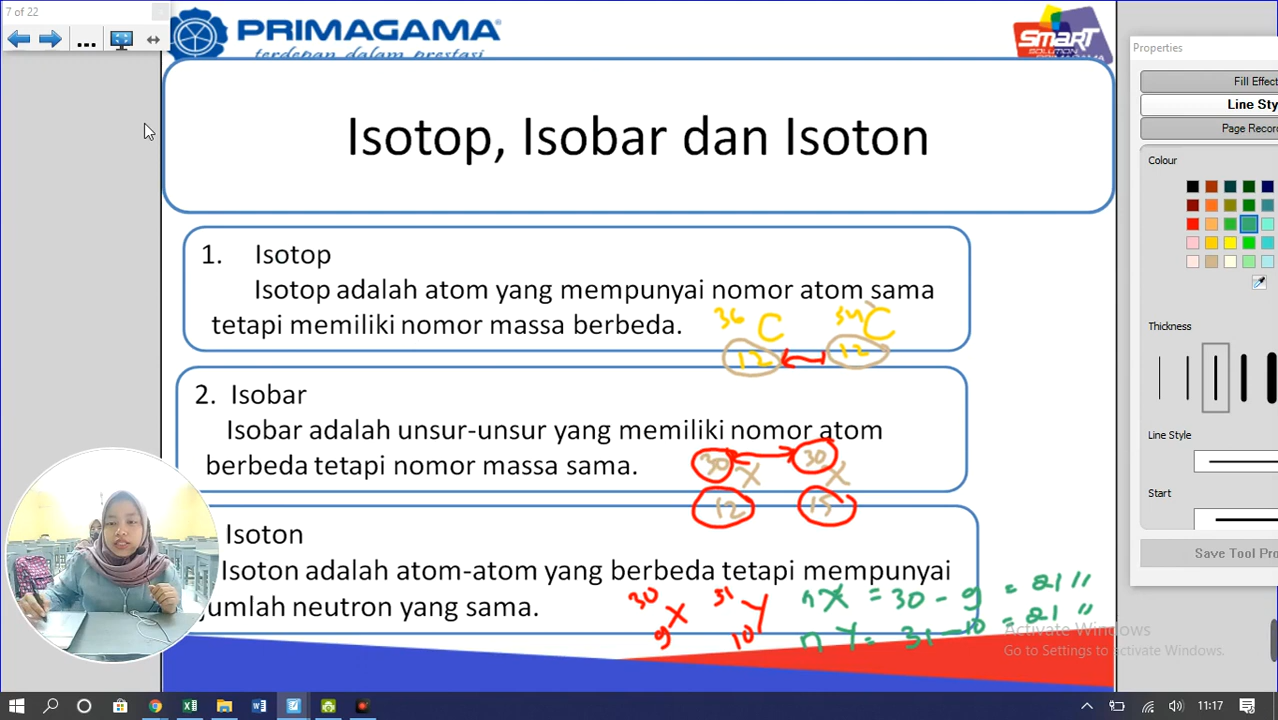 7 of 22
PRIMAGAMA
terdepan dalam prestasi
SMART
SOLUTION
PRIMAGAMA
Properties
Fill Effect
Line Sty
Page Recor
Colour
Isotop, Isobar dan Isoton
1. Isotop
Isotop adalah atom yang mempunyai nomor atom sama
tetapi memiliki nomor massa berbeda.
36 C 34 C
12 12
2. Isobar
Isobar adalah unsur-unsur yang memiliki nomor atom
berbeda tetapi nomor massa sama.
30 X 30 X
12 15
Isoton
Isoton adalah atom-atom yang berbeda tetapi mempunyai
jumlah neutron yang sama.
30 X 9 31 Y 10
nX = 30 - 9 = 21 "
nY = 31 - 10 = 21 "
Thickness
Line Style
Start
Save Tool Pro
Activate Windows
Go to Settings to activate Windows.
11:17